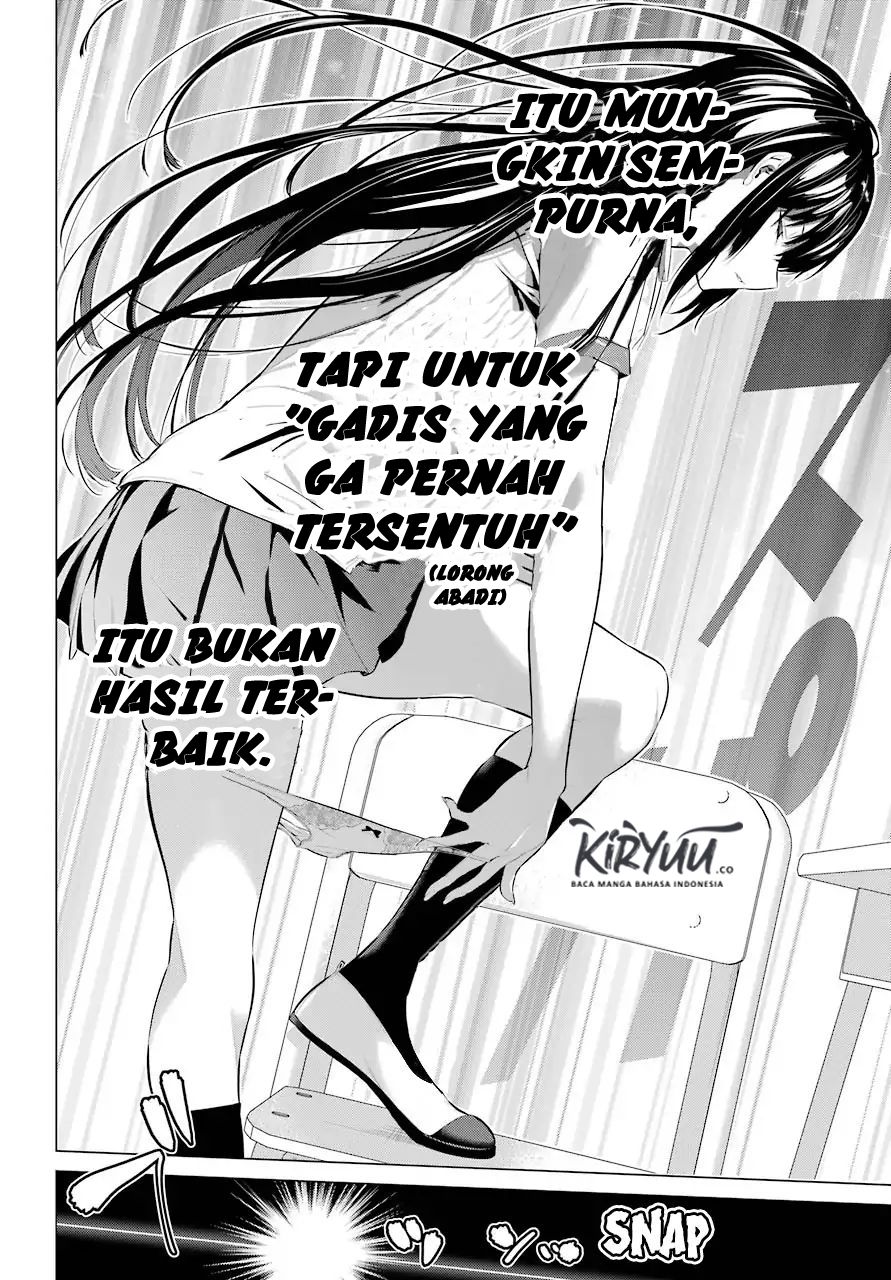 ITU MUN-
GKIN SEM-
PURNA,
TAPI UNTUK
"GADIS YANG
GA PERNAH
TERSENTUH"
(LORONG
ABADI)
ITU BUKAN
HASIL TER-
BAIK.
KIRYUU.CO
BACA MANGA BAHASA INDONESIA
SNAP